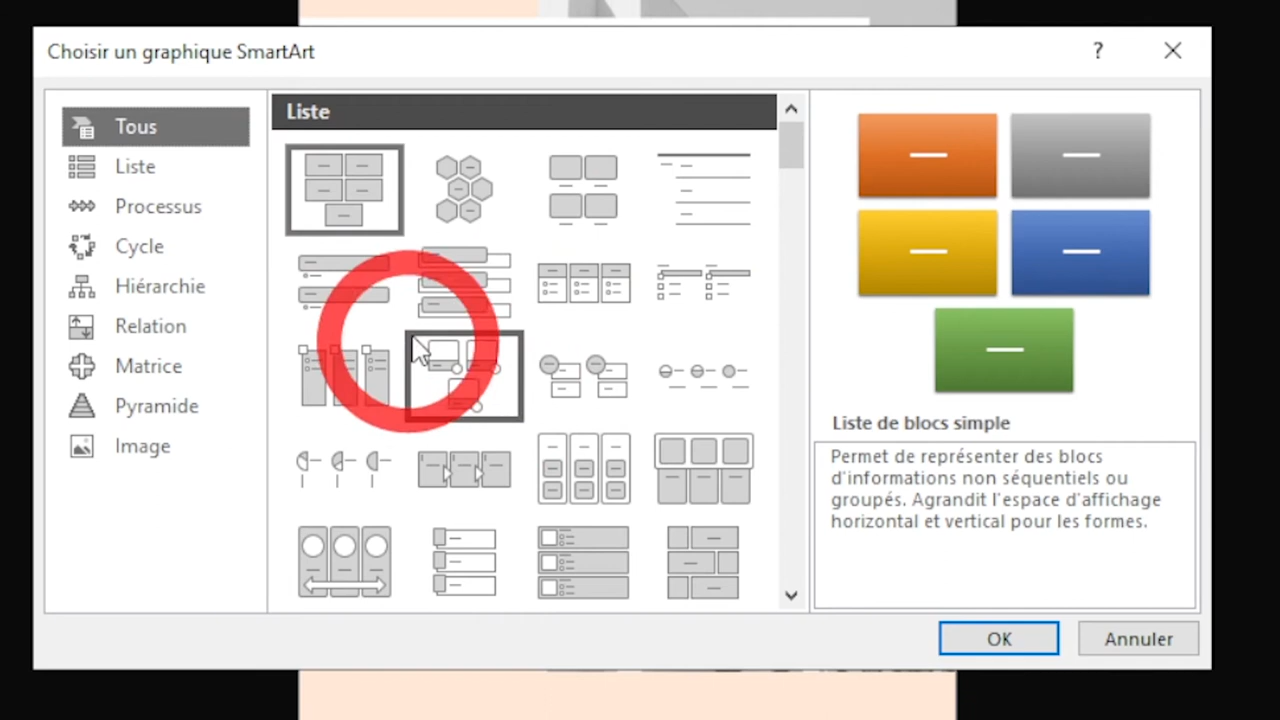 Choisir un graphique SmartArt
?
Tous
Liste
Processus
Cycle
Hiérarchie
Relation
Matrice
Pyramide
Image
Liste
Liste de blocs simple
Permet de représenter des blocs
d'informations non séquentiels ou
groupés. Agrandit l'espace d'affichage
horizontal et vertical pour les formes.
OK
Annuler